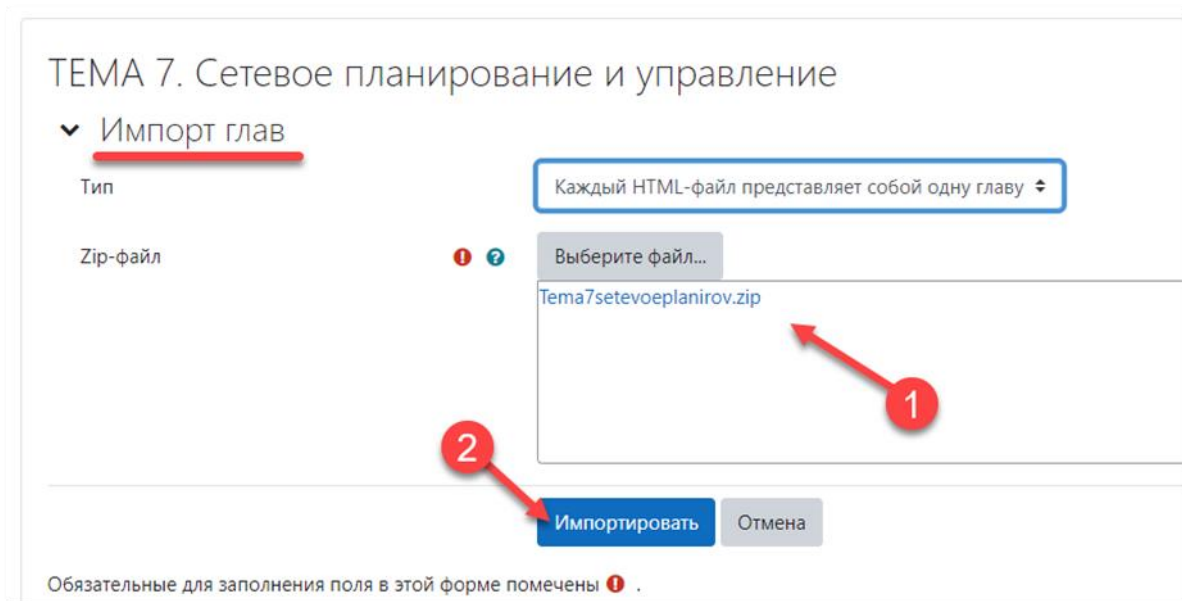 ТЕМА 7. Сетевое планирование и управление
Импорт глав
Тип
Каждый HTML-файл представляет собой одну главу
Zip-файл
Выберите файл...
Tema7setevoeplanirov.zip
1
2
Импортировать Отмена
Обязательные для заполнения поля в этой форме помечены .